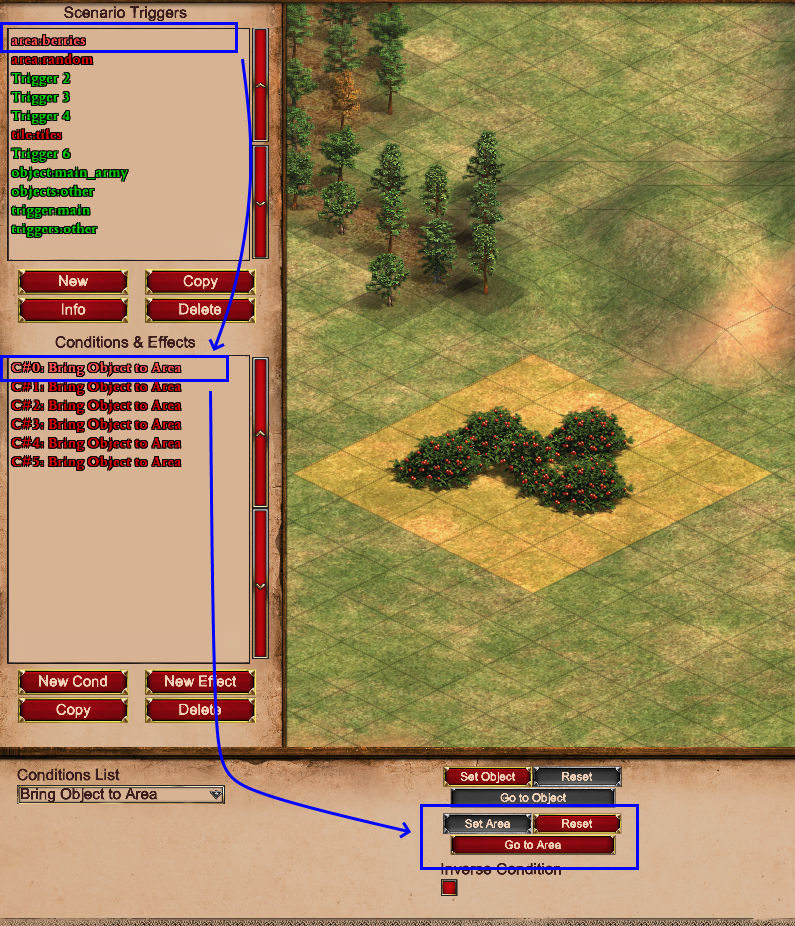 Scenario Triggers
area:berries
area:random
Trigger 2
Trigger 3
Trigger 4
tile:tiles
Trigger 6
object:main_army
objects:other
trigger:main
triggers:other
New
Copy
Info
Delete
Conditions & Effects
C#0: Bring Object to Area
C#1: Bring Object to Area
C#2: Bring Object to Area
C#3: Bring Object to Area
C#4: Bring Object to Area
C#5: Bring Object to Area
New Cond
New Effect
Copy
Delete
Conditions List
Bring Object to Area
Set Object
Reset
Go to Object
Set Area
Reset
Go to Area
Inverse Condition